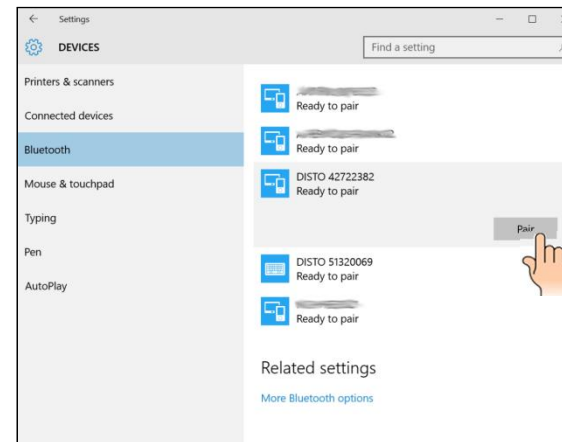 Settings
DEVICES
Find a setting
Printers & scanners
Connected devices
Bluetooth
Mouse & touchpad
Typing
Pen
AutoPlay
Ready to pair
Ready to pair
DISTO 42722382
Ready to pair
Pair
DISTO 51320069
Ready to pair
Ready to pair
Related settings
More Bluetooth options